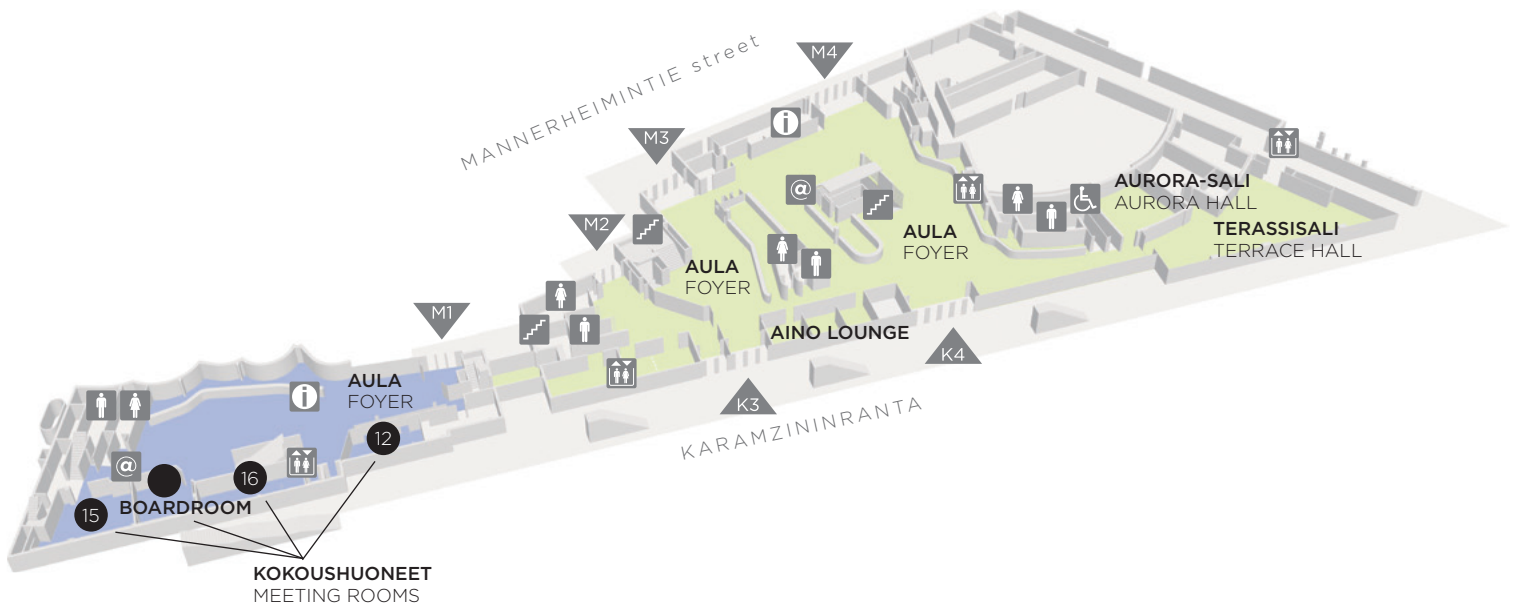 MANNERHEIMINTIE street
M4
M3
M2
M1
@
AURORA-SALI
AURORA HALL
TERASSISALI
TERRACE HALL
AULA
FOYER
AULA
FOYER
AINO LOUNGE
K4
K3
KARAMZININRANTA
AULA
FOYER
12
@
16
15
BOARDROOM
KOKOUSHUONEET
MEETING ROOMS